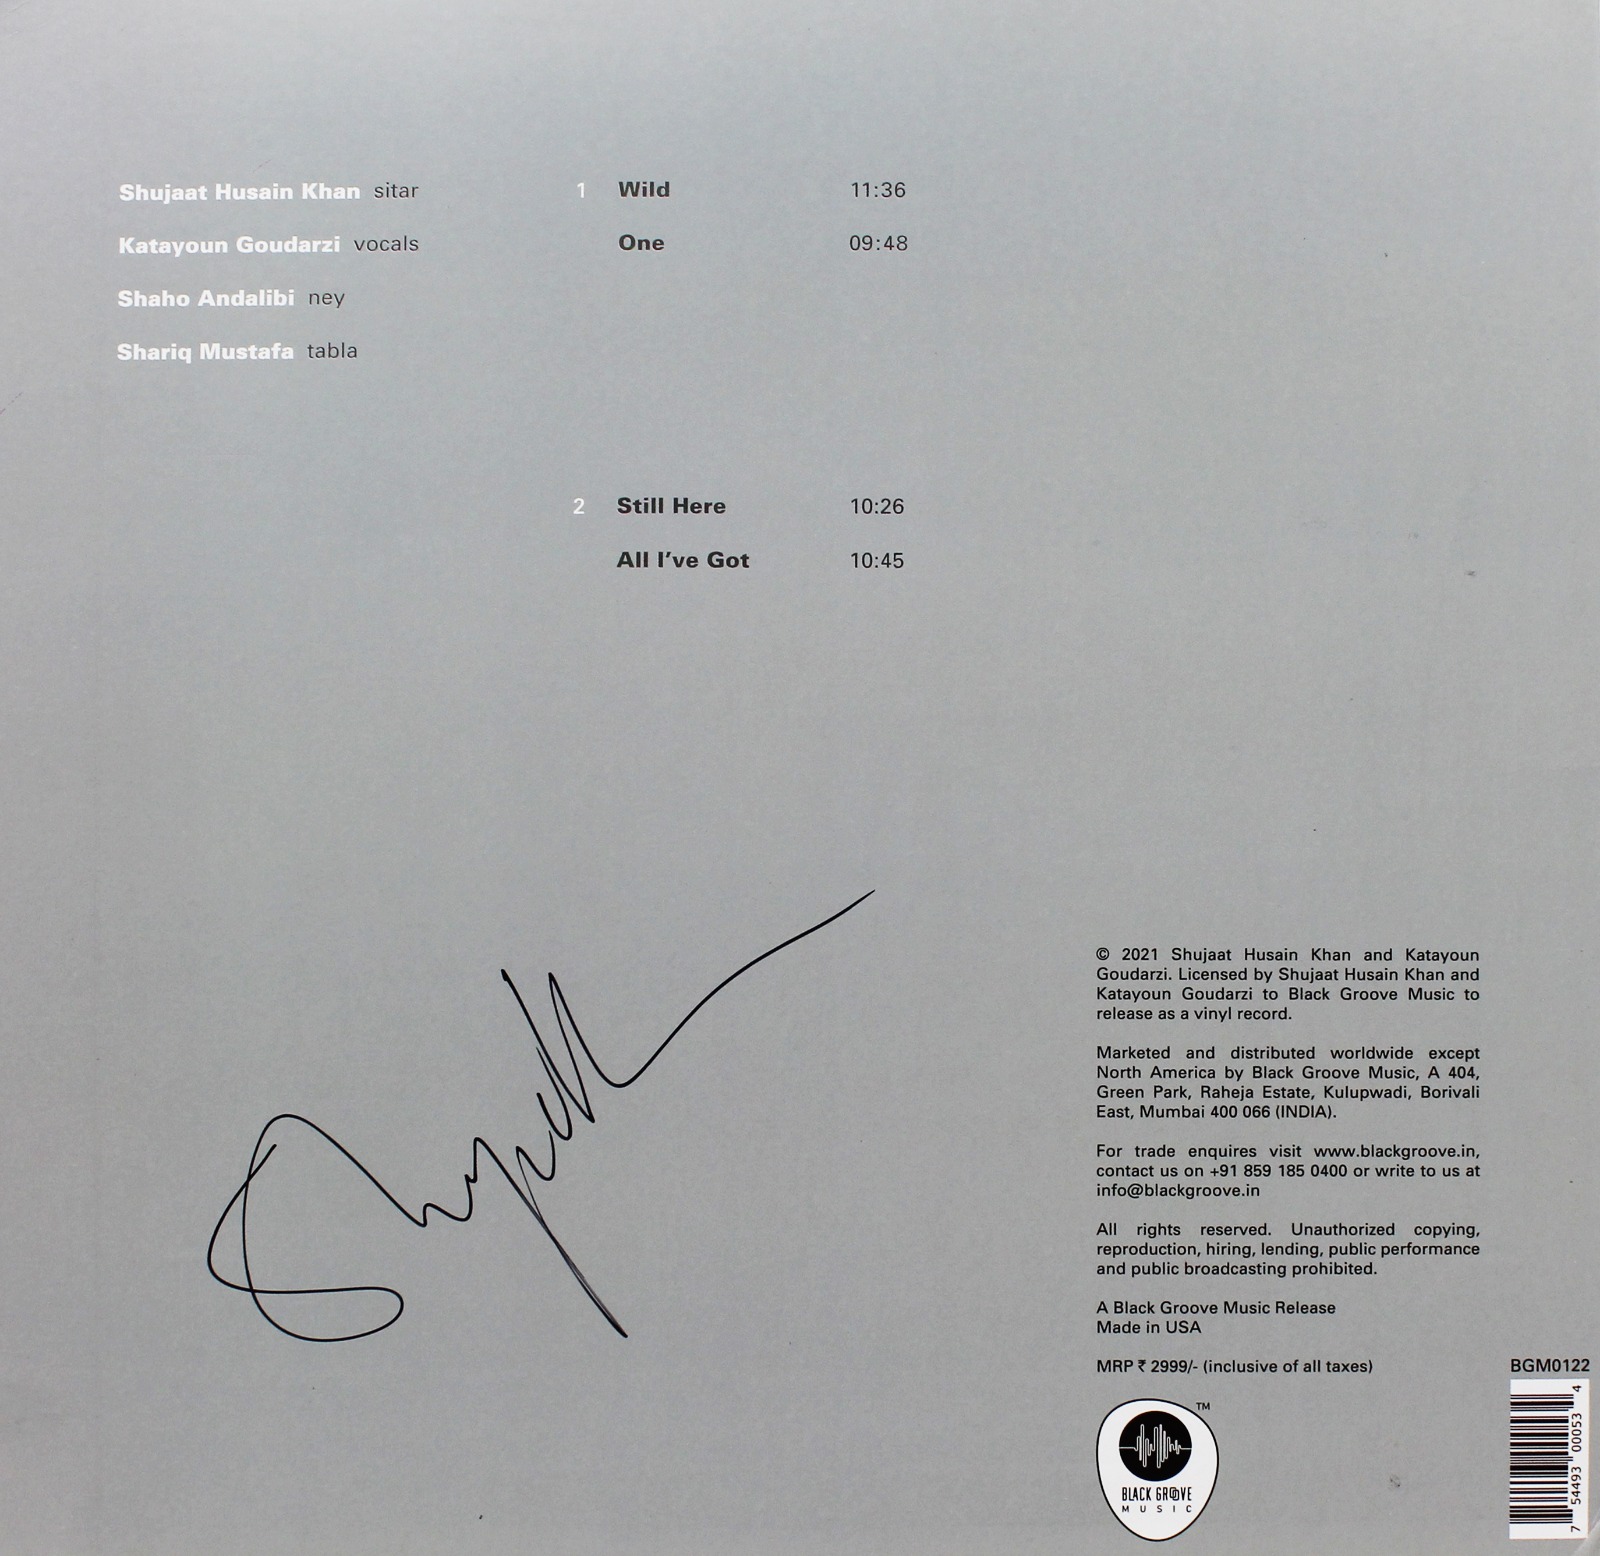 Shujaat Husain Khan sitar
Katayoun Goudarzi vocals
Shaho Andalibi ney
Shariq Mustafa tabla
1 Wild 11:36
One 09:48
2 Still Here 10:26
All I've Got 10:45
© 2021 Shujaat Husain Khan and Katayoun
Goudarzi. Licensed by Shujaat Husain Khan and
Katayoun Goudarzi to Black Groove Music to
release as a vinyl record.
Marketed and distributed worldwide except
North America by Black Groove Music, A 404,
Green Park, Raheja Estate, Kulupwadi, Borivali
East, Mumbai 400 066 (INDIA).
For trade enquires visit www.blackgroove.in,
contact us on +91 859 185 0400 or write to us at
info@blackgroove.in
All rights reserved. Unauthorized copying,
reproduction, hiring, lending, public performance
and public broadcasting prohibited.
A Black Groove Music Release
Made in USA
MRP ₹ 2999/- (inclusive of all taxes)
TM
BLACK GROOVE
MUSIC
BGM0122
7 54493 00053 4